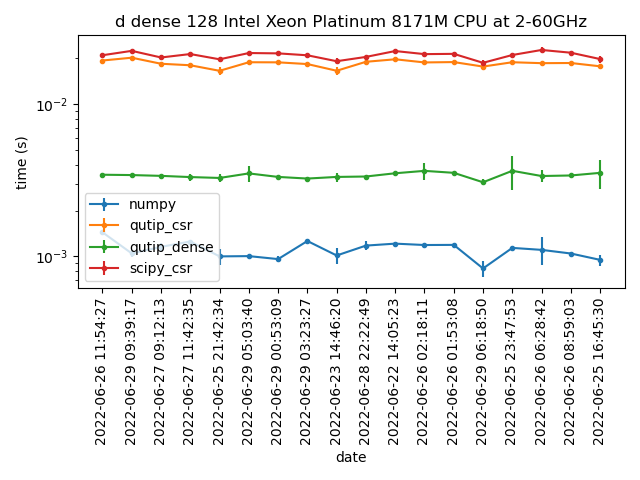 d dense 128 Intel Xeon Platinum 8171M CPU at 2-60GHz
time (s)
10⁻²
10⁻³
numpy
qutip_csr
qutip_dense
scipy_csr
2022-06-26 11:54:27
2022-06-29 09:39:17
2022-06-27 09:12:13
2022-06-27 11:42:35
2022-06-25 21:42:34
2022-06-29 05:03:40
2022-06-29 00:53:09
2022-06-29 03:23:27
2022-06-23 14:46:20
2022-06-28 22:22:49
2022-06-22 14:05:23
2022-06-26 02:18:11
2022-06-26 01:53:08
2022-06-29 06:18:50
2022-06-25 23:47:53
2022-06-26 06:28:42
2022-06-26 08:59:03
2022-06-25 16:45:30
date